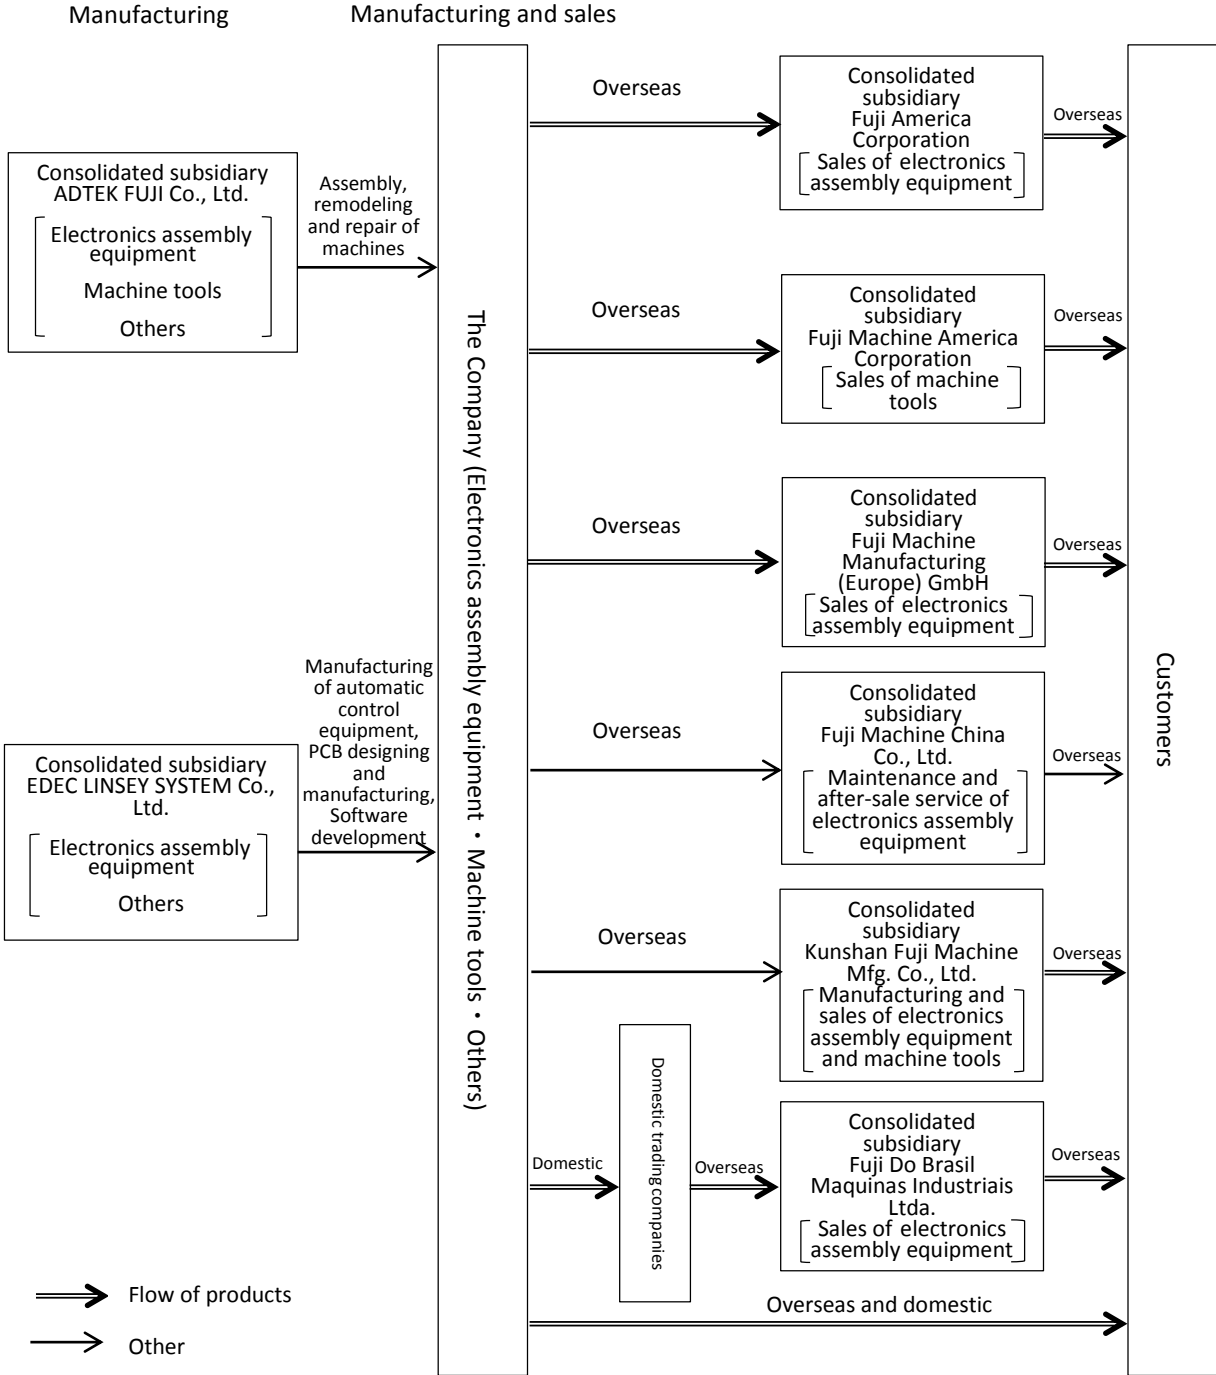 Manufacturing
Manufacturing and sales
Consolidated subsidiary
ADTEK FUJI Co., Ltd.
Electronics assembly
equipment
Machine tools
Others
Assembly,
remodeling
and repair of
machines
Consolidated subsidiary
EDEC LINSEY SYSTEM Co.,
Ltd.
Electronics assembly
equipment
Others
Manufacturing
of automatic
control
equipment,
PCB designing
and
manufacturing,
Software
development
The Company (Electronics assembly equipment・Machine tools・Others)
Overseas
Consolidated
subsidiary
Fuji America
Corporation
Sales of electronics
assembly equipment
Overseas
Overseas
Consolidated
subsidiary
Fuji Machine America
Corporation
Sales of machine
tools
Overseas
Overseas
Consolidated
subsidiary
Fuji Machine
Manufacturing
(Europe) GmbH
Sales of electronics
assembly equipment
Overseas
Overseas
Consolidated
subsidiary
Fuji Machine China
Co., Ltd.
Maintenance and
after-sale service of
electronics assembly
equipment
Overseas
Overseas
Consolidated
subsidiary
Kunshan Fuji Machine
Mfg. Co., Ltd.
Manufacturing and
sales of electronics
assembly equipment
and machine tools
Overseas
Domestic
Domestic trading companies
Overseas
Consolidated
subsidiary
Fuji Do Brasil
Maquinas Industriais
Ltda.
Sales of electronics
assembly equipment
Overseas
Overseas and domestic
Customers
Flow of products
Other